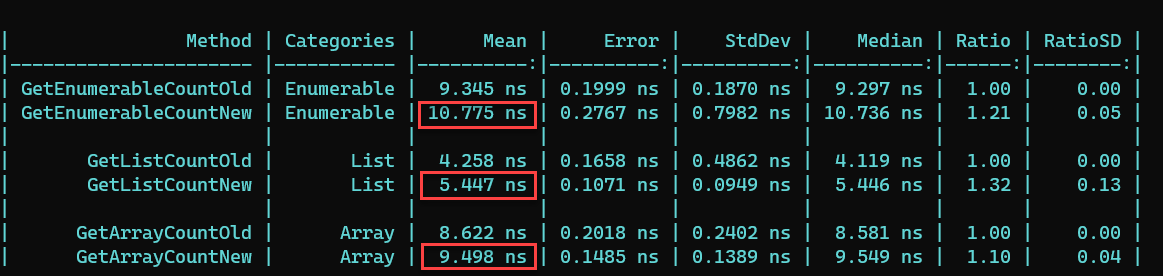 |                 Method | Categories |      Mean |     Error |    StdDev |    Median | Ratio | RatioSD |
|----------------------- |----------- |----------:|----------:|----------:|----------:|------:|--------:|
| GetEnumerableCountOld | Enumerable |  9.345 ns | 0.1999 ns | 0.1870 ns |  9.297 ns |  1.00 |    0.00 |
| GetEnumerableCountNew | Enumerable | 10.775 ns | 0.2767 ns | 0.7982 ns | 10.736 ns |  1.21 |    0.05 |
|                       |            |           |           |           |           |       |         |
|       GetListCountOld |       List |  4.258 ns | 0.1658 ns | 0.4862 ns |  4.119 ns |  1.00 |    0.00 |
|       GetListCountNew |       List |  5.447 ns | 0.1071 ns | 0.0949 ns |  5.446 ns |  1.32 |    0.13 |
|                       |            |           |           |           |           |       |         |
|      GetArrayCountOld |      Array |  8.622 ns | 0.2018 ns | 0.2402 ns |  8.581 ns |  1.00 |    0.00 |
|      GetArrayCountNew |      Array |  9.498 ns | 0.1485 ns | 0.1389 ns |  9.549 ns |  1.10 |    0.04 |